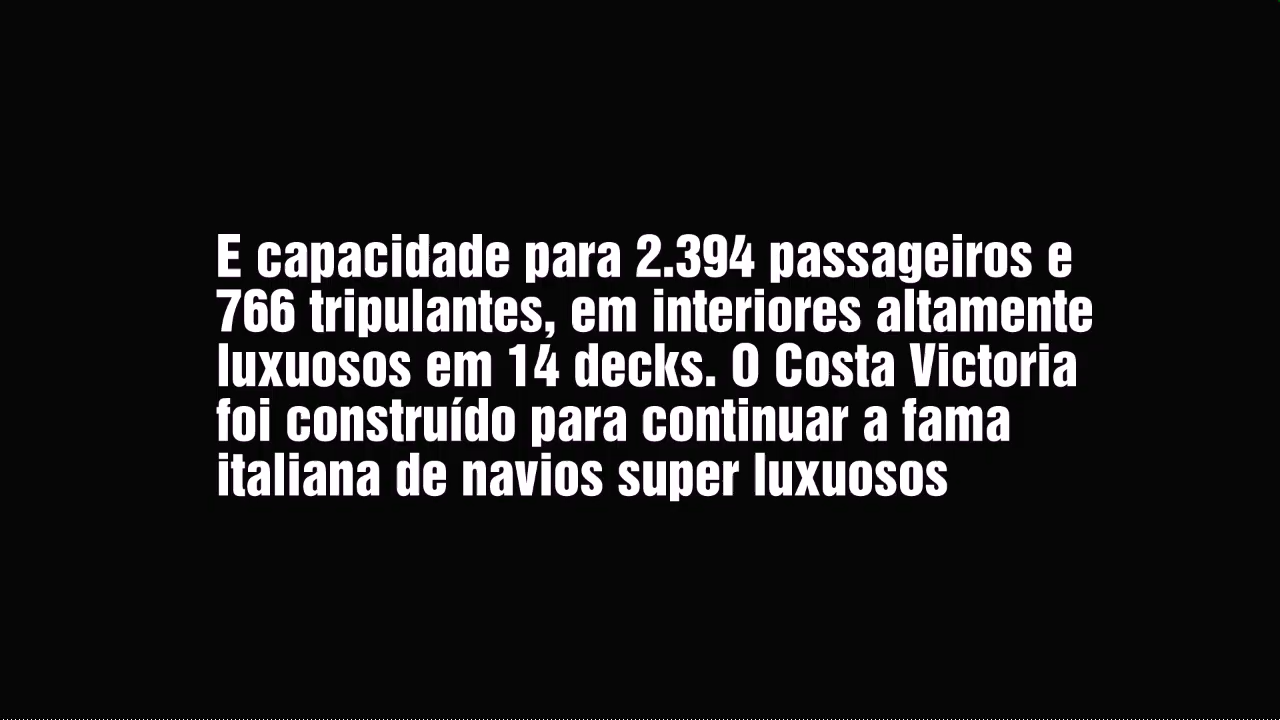 E capacidade para 2.394 passageiros e
766 tripulantes, em interiores altamente
luxuosos em 14 decks. O Costa Victoria
foi construído para continuar a fama
italiana de navios super luxuosos